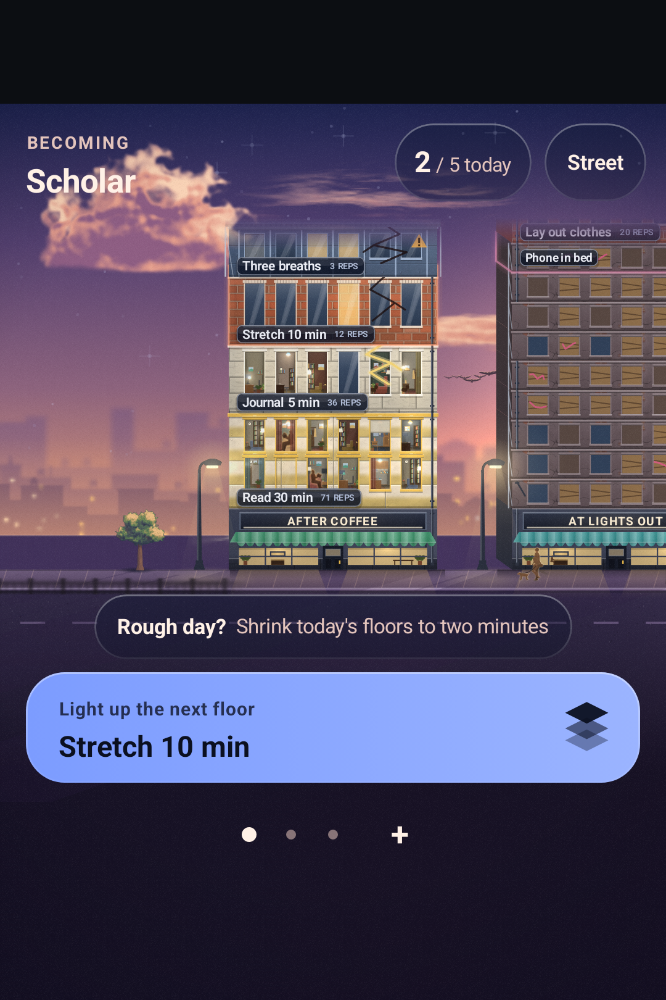 BECOMING
Scholar
2 / 5 today
Street
Three breaths 3 REPS
Stretch 10 min 12 REPS
Journal 5 min 36 REPS
Read 30 min 71 REPS
AFTER COFFEE
Lay out clothes 20 REPS
Phone in bed
AT LIGHTS OUT
Rough day? Shrink today's floors to two minutes
Light up the next floor
Stretch 10 min